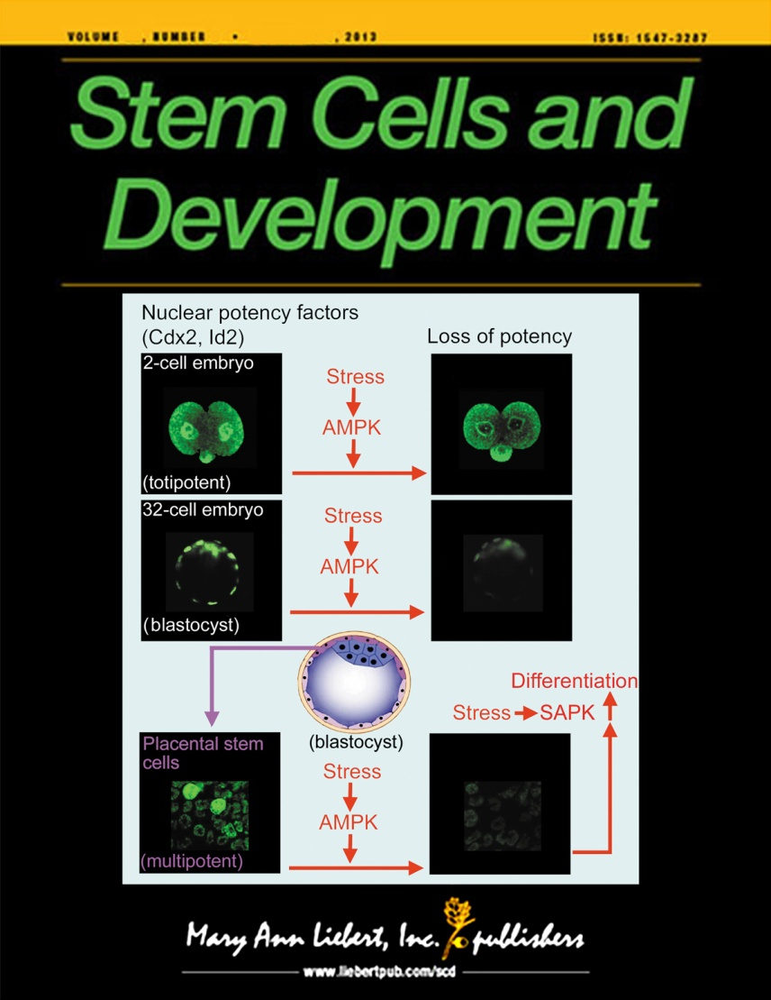 VOLUME , NUMBER • , 2013
ISSN: 1547-3287
Stem Cells and
Development
Nuclear potency factors
(Cdx2, Id2)
Loss of potency
2-cell embryo
Stress
AMPK
(totipotent)
32-cell embryo
Stress
AMPK
(blastocyst)
Differentiation
Stress
SAPK
(blastocyst)
Placental stem
cells
Stress
AMPK
(multipotent)
Mary Ann Liebert, Inc. publishers
www.liebertpub.com/scd